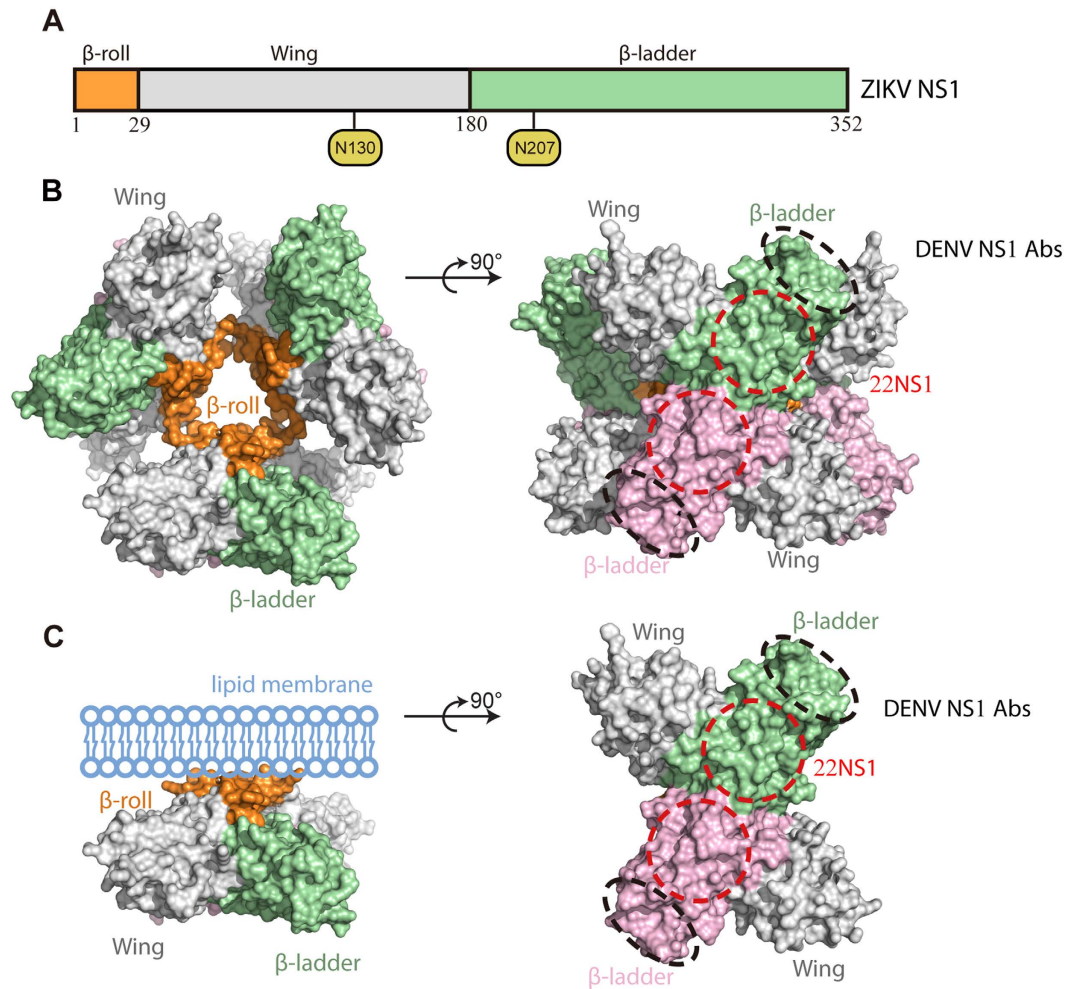 A
β-roll Wing β-ladder
ZIKV NS1
1 29 180 352
N130 N207
B
Wing
β-roll
β-ladder
90°
Wing
β-ladder
DENV NS1 Abs
22NS1
β-ladder
Wing
C
lipid membrane
β-roll
Wing
β-ladder
90°
Wing
β-ladder
DENV NS1 Abs
22NS1
β-ladder
Wing